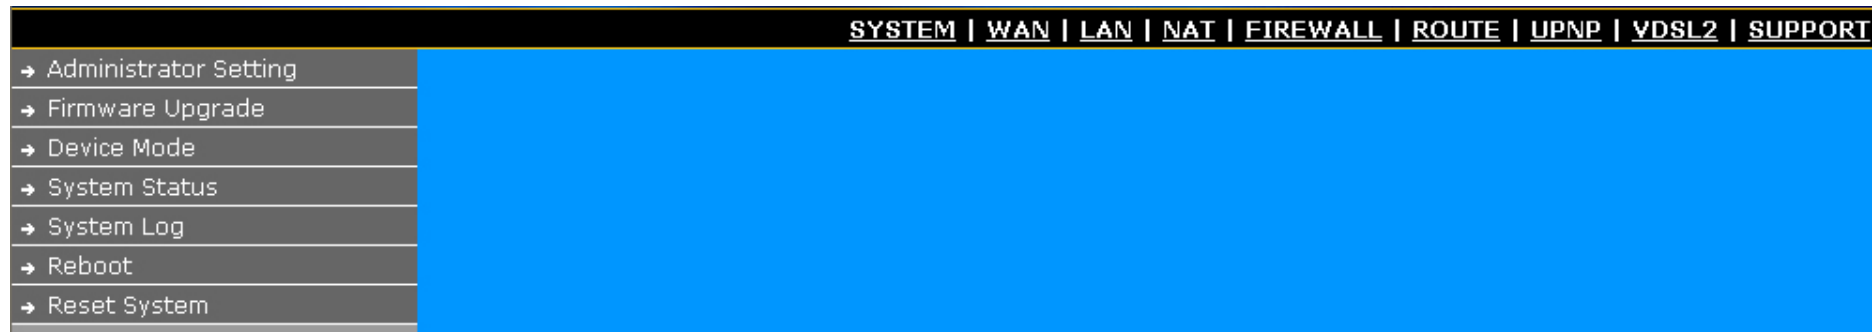 SYSTEM | WAN | LAN | NAT | FIREWALL | ROUTE | UPNP | VDSL2 | SUPPORT
Administrator Setting
Firmware Upgrade
Device Mode
System Status
System Log
Reboot
Reset System